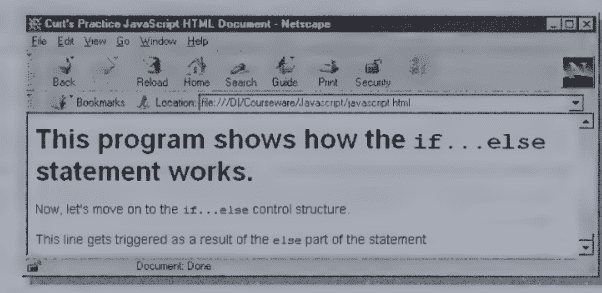 Curt's Practice JavaScript HTML Document - Netscape
File Edit View Go Window Help
Back Reload Home Search Guide Print Security
Bookmarks Location: file:///D|/Courseware/Javascript/javascript.html
This program shows how the if...else
statement works.
Now, let's move on to the if...else control structure.
This line gets triggered as a result of the else part of the statement
Document: Done